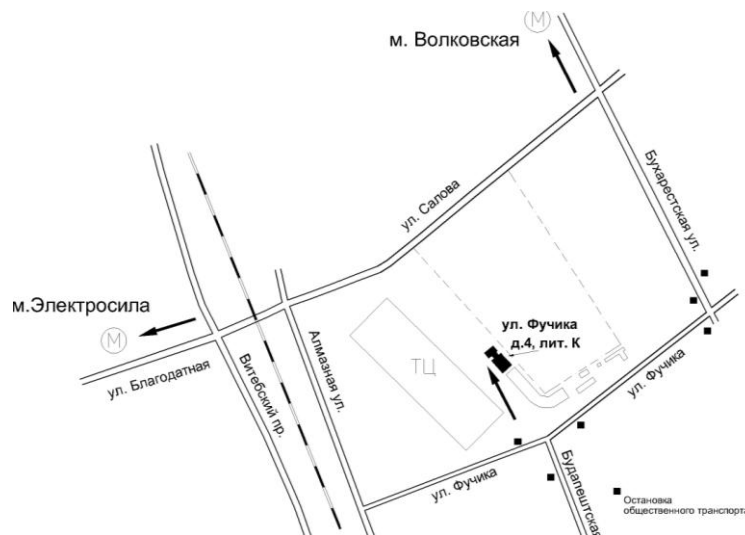 М
м. Волковская
Бухарестская ул.
ул. Салова
м.Электросила
М
ул. Благодатная
Витебский пр.
Алмазная ул.
ТЦ
ул. Фучика
д.4, лит. К
ул. Фучика
ул. Фучика
Будапештская
Остановка
общественного транспорта